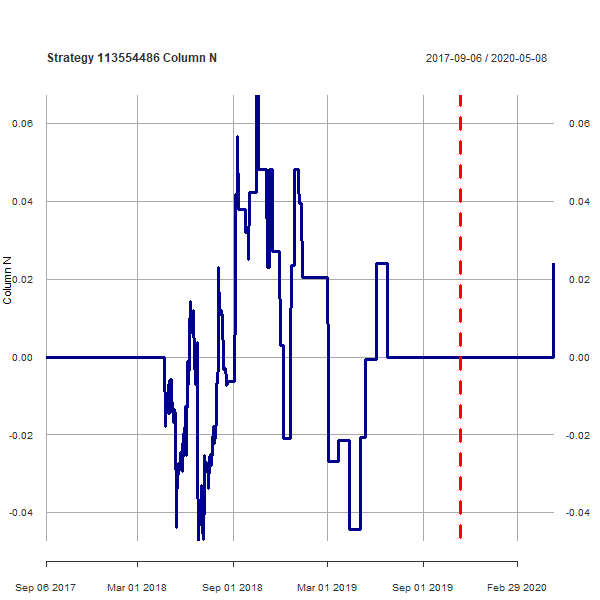 Strategy 113554486 Column N
2017-09-06 / 2020-05-08
0.06
0.04
0.02
0.00
-0.02
-0.04
Column N
0.06
0.04
0.02
0.00
-0.02
-0.04
Sep 06 2017
Mar 01 2018
Sep 01 2018
Mar 01 2019
Sep 01 2019
Feb 29 2020